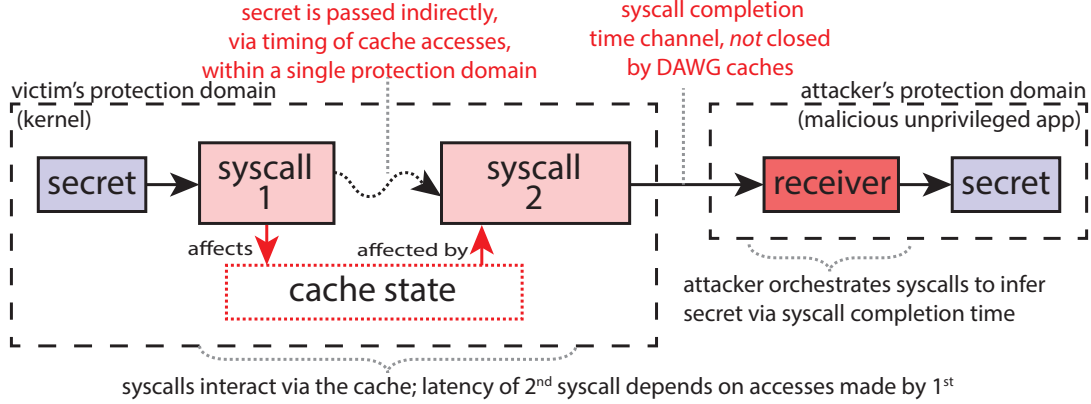 secret is passed indirectly,
via timing of cache accesses,
within a single protection domain
syscall completion
time channel, not closed
by DAWG caches
victim's protection domain
(kernel)
attacker's protection domain
(malicious unprivileged app)
secret
syscall
1
syscall
2
receiver
secret
affects
affected by
cache state
attacker orchestrates syscalls to infer
secret via syscall completion time
syscalls interact via the cache; latency of 2nd syscall depends on accesses made by 1st